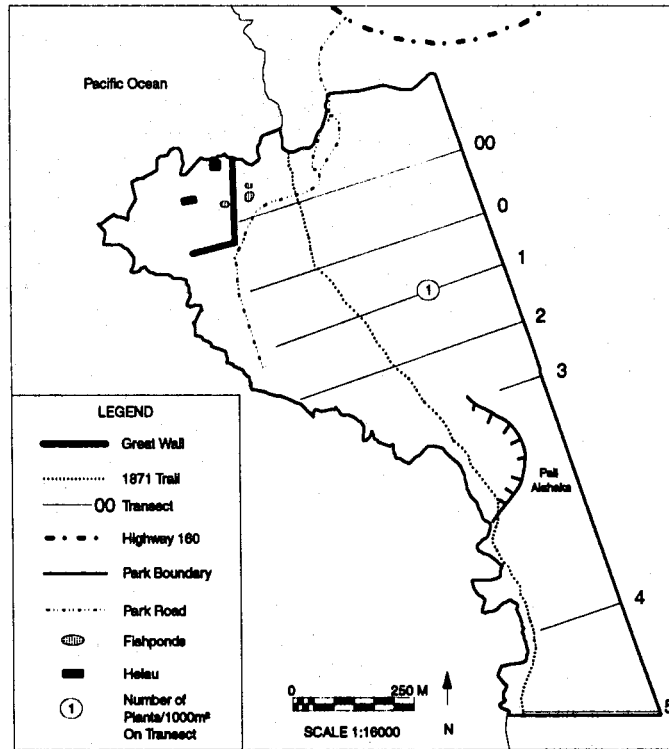 Pacific Ocean
00
0
1
1
2
3
Pali
Alahaka
4
5
LEGEND
Great Wall
1871 Trail
00 Transect
Highway 160
Park Boundary
Park Road
Fishponds
Heiau
1 Number of
Plants/1000m²
On Transect
0 250 M
SCALE 1:16000
N